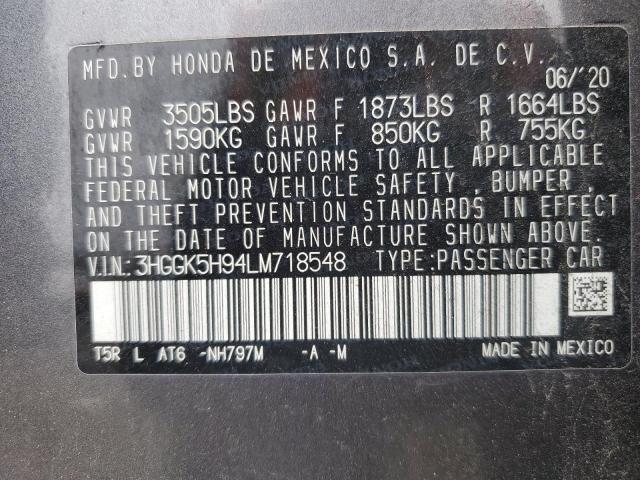 MFD. BY HONDA DE MEXICO S.A. DE C.V.
06/'20
GVWR 3505LBS GAWR F 1873LBS R 1664LBS
GVWR 1590KG GAWR F 850KG R 755KG
THIS VEHICLE CONFORMS TO ALL APPLICABLE
FEDERAL MOTOR VEHICLE SAFETY , BUMPER ,
AND THEFT PREVENTION STANDARDS IN EFFECT
ON THE DATE OF MANUFACTURE SHOWN ABOVE.
V.I.N: 3HGGK5H94LM718548 TYPE: PASSENGER CAR
T5R L AT6 -NH797M -A -M MADE IN MEXICO